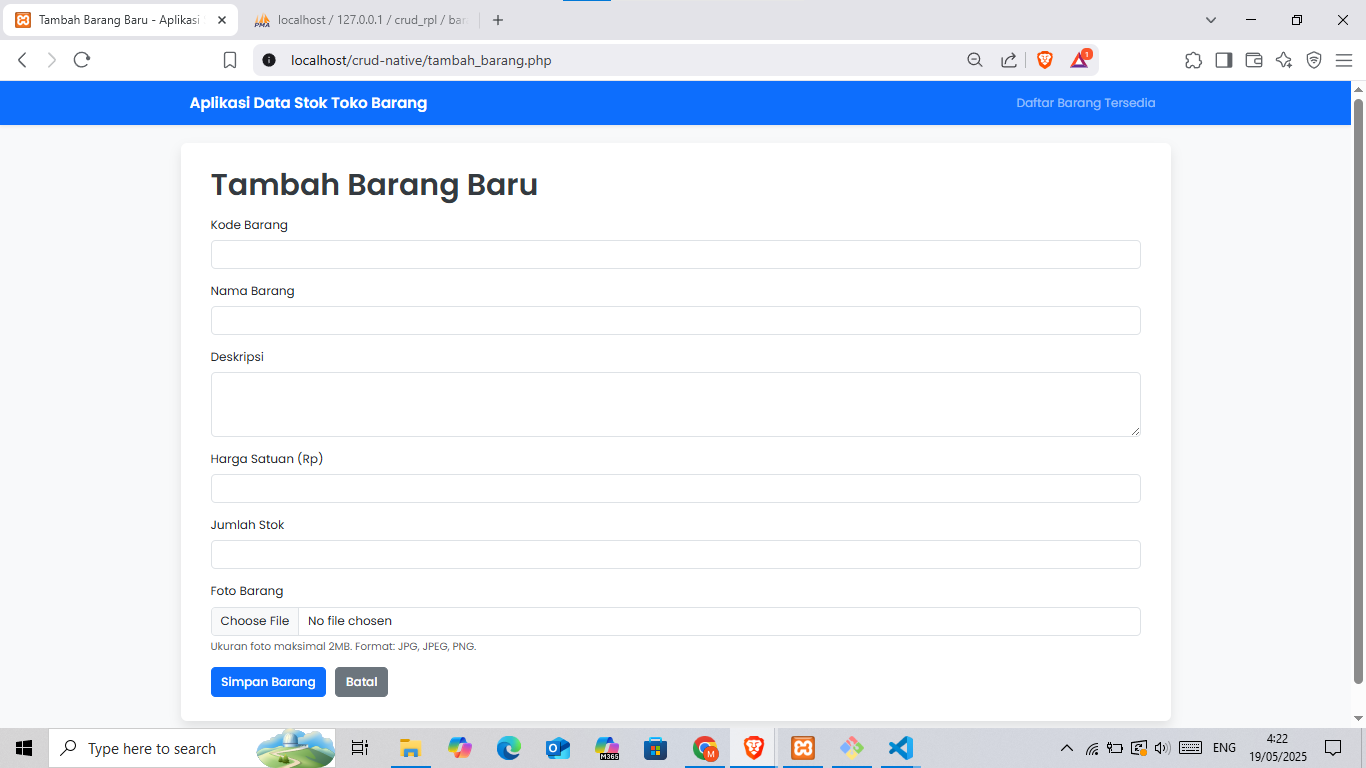 Tambah Barang Baru - Aplikasi
localhost / 127.0.0.1 / crud_rpl / bar
localhost/crud-native/tambah_barang.php
1
Aplikasi Data Stok Toko Barang
Daftar Barang Tersedia
Tambah Barang Baru
Kode Barang
Nama Barang
Deskripsi
Harga Satuan (Rp)
Jumlah Stok
Foto Barang
Choose File
No file chosen
Ukuran foto maksimal 2MB. Format: JPG, JPEG, PNG.
Simpan Barang
Batal
Type here to search
M365
M
ENG
4:22
19/05/2025